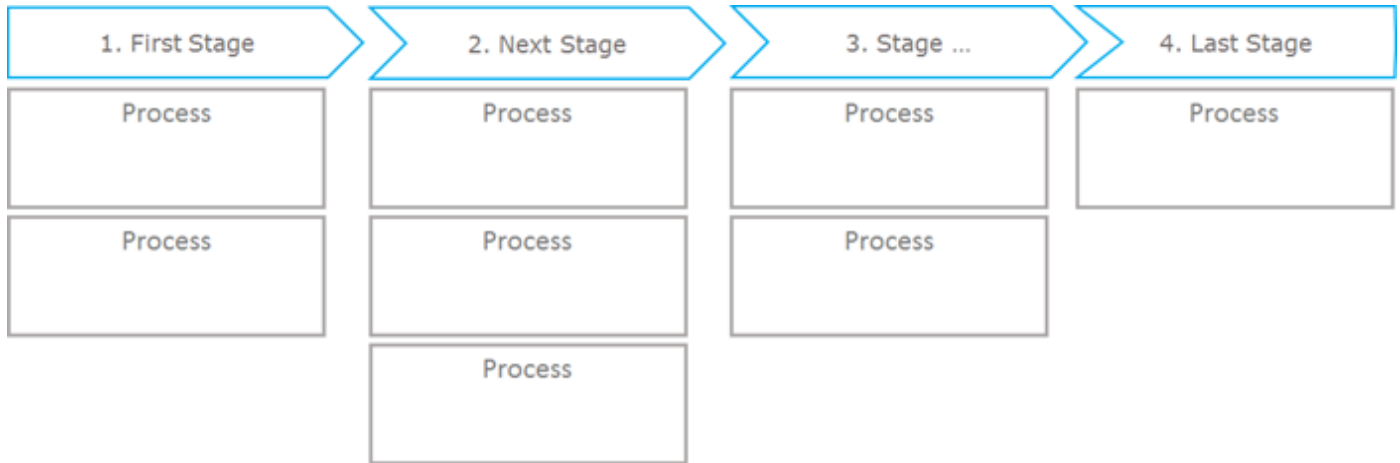 1. First Stage
2. Next Stage
3. Stage ...
4. Last Stage
Process
Process
Process
Process
Process
Process
Process
Process